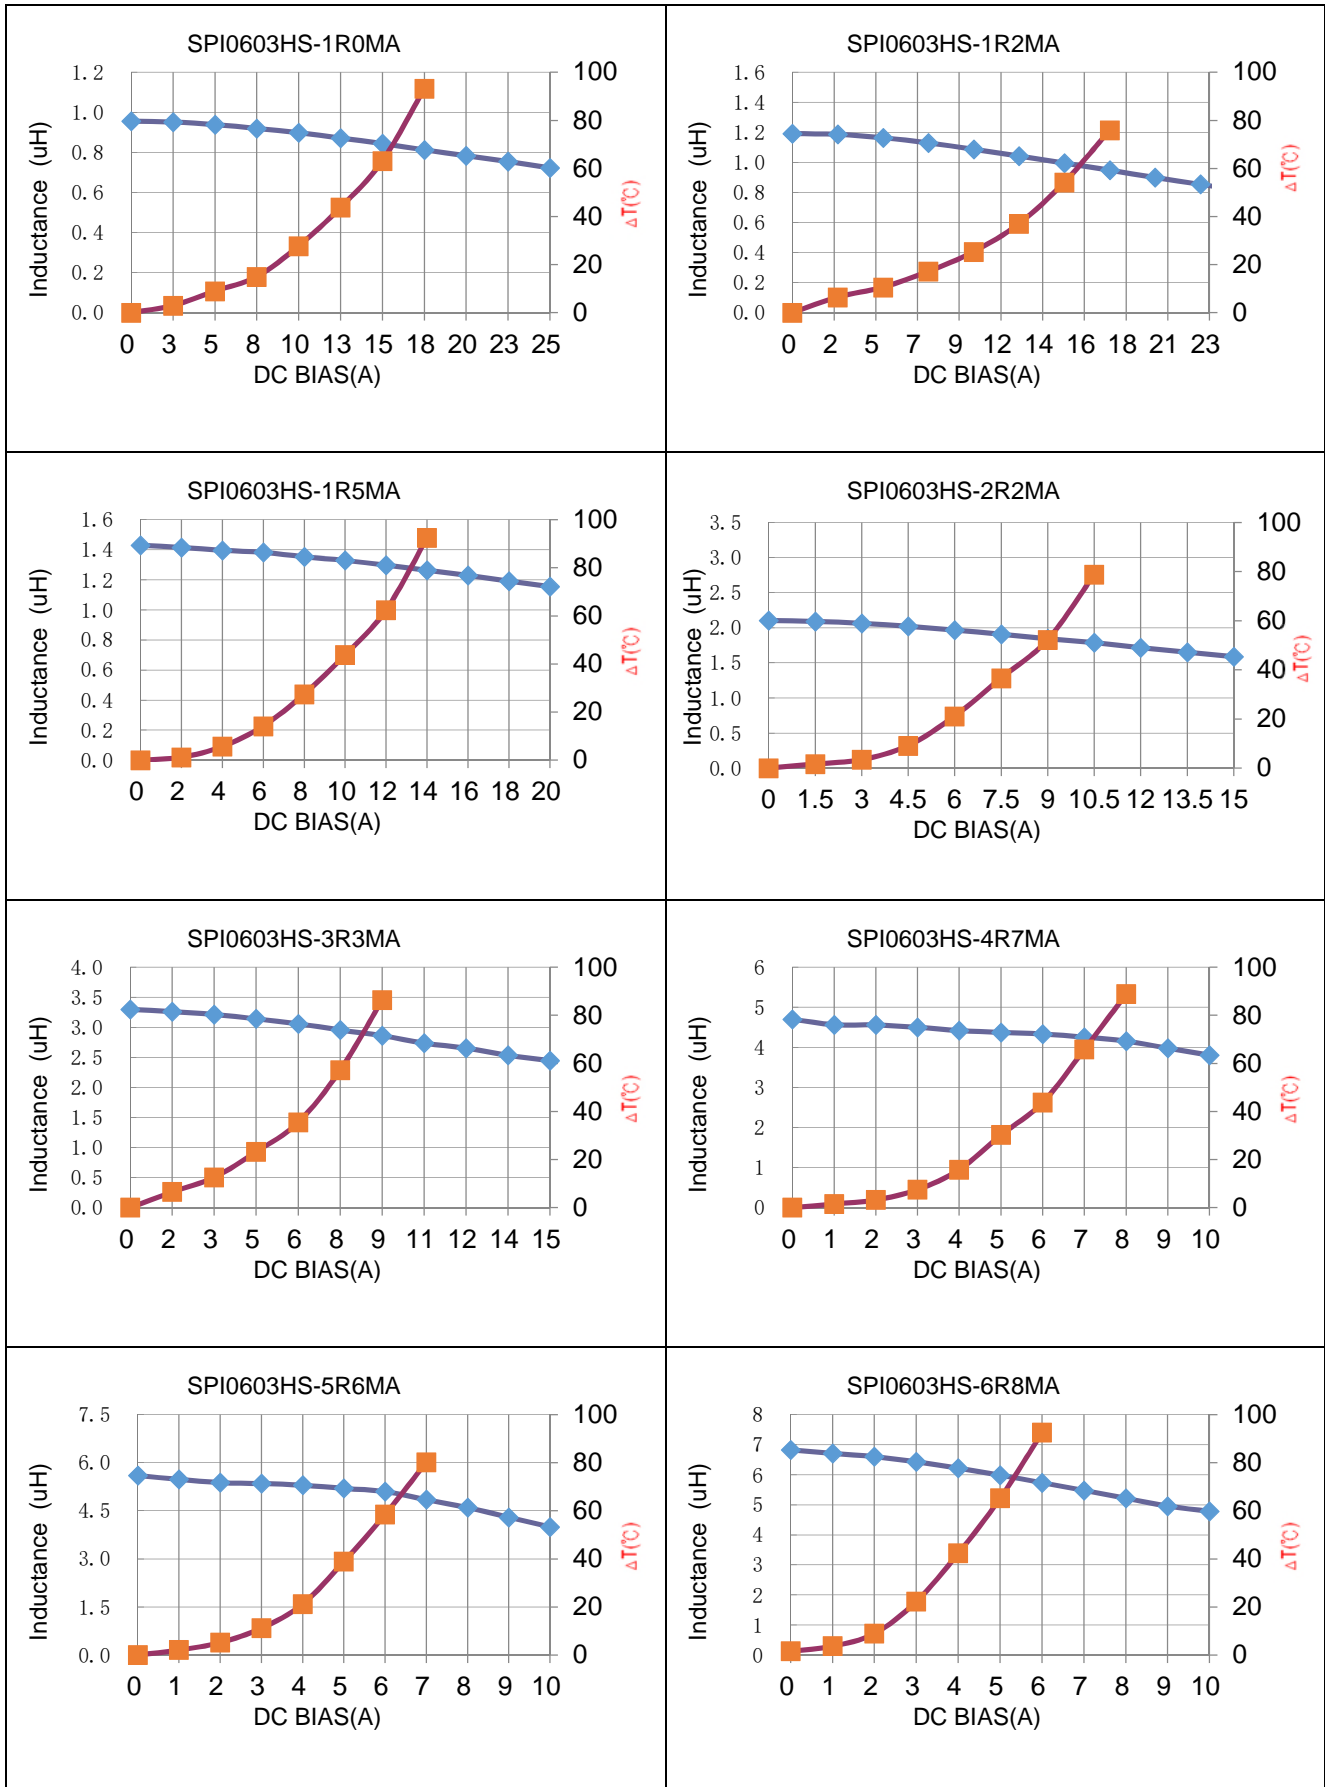 SPI0603HS-1R0MA
1.2
1.0
0.8
0.6
0.4
0.2
0.0
100
80
60
40
20
0
Inductance (uH)
ΔT(℃)
0 3 5 8 10 13 15 18 20 23 25
DC BIAS(A)
SPI0603HS-1R2MA
1.6
1.4
1.2
1.0
0.8
0.6
0.4
0.2
0.0
100
80
60
40
20
0
Inductance (uH)
ΔT(℃)
0 2 5 7 9 12 14 16 18 21 23
DC BIAS(A)
SPI0603HS-1R5MA
1.6
1.4
1.2
1.0
0.8
0.6
0.4
0.2
0.0
100
80
60
40
20
0
Inductance (uH)
ΔT(℃)
0 2 4 6 8 10 12 14 16 18 20
DC BIAS(A)
SPI0603HS-2R2MA
3.5
3.0
2.5
2.0
1.5
1.0
0.5
0.0
100
80
60
40
20
0
Inductance (uH)
ΔT(℃)
0 1.5 3 4.5 6 7.5 9 10.5 12 13.5 15
DC BIAS(A)
SPI0603HS-3R3MA
4.0
3.5
3.0
2.5
2.0
1.5
1.0
0.5
0.0
100
80
60
40
20
0
Inductance (uH)
ΔT(℃)
0 2 3 5 6 8 9 11 12 14 15
DC BIAS(A)
SPI0603HS-4R7MA
6
5
4
3
2
1
0
100
80
60
40
20
0
Inductance (uH)
ΔT(℃)
0 1 2 3 4 5 6 7 8 9 10
DC BIAS(A)
SPI0603HS-5R6MA
7.5
6.0
4.5
3.0
1.5
0.0
100
80
60
40
20
0
Inductance (uH)
ΔT(℃)
0 1 2 3 4 5 6 7 8 9 10
DC BIAS(A)
SPI0603HS-6R8MA
8
7
6
5
4
3
2
1
0
100
80
60
40
20
0
Inductance (uH)
ΔT(℃)
0 1 2 3 4 5 6 7 8 9 10
DC BIAS(A)